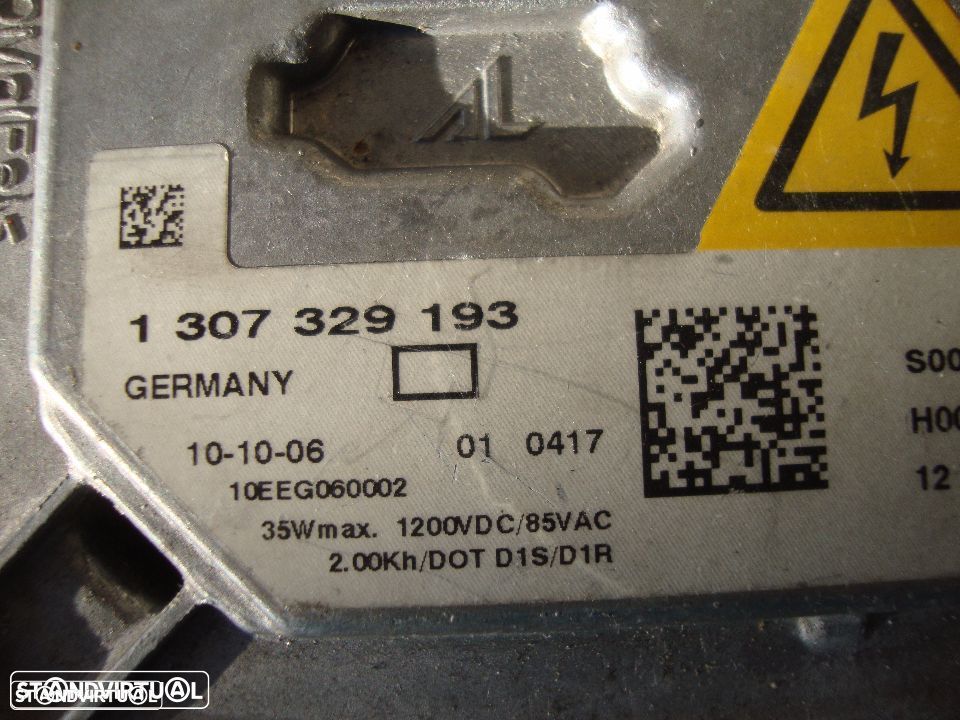 AL
1 307 329 193
GERMANY
10-10-06 01 0417
10EEG060002
35Wmax. 1200VDC/85VAC
2.00Kh/DOT D1S/D1R
S00
H00
12
STANDVIRTUAL
STANDVIRTUAL